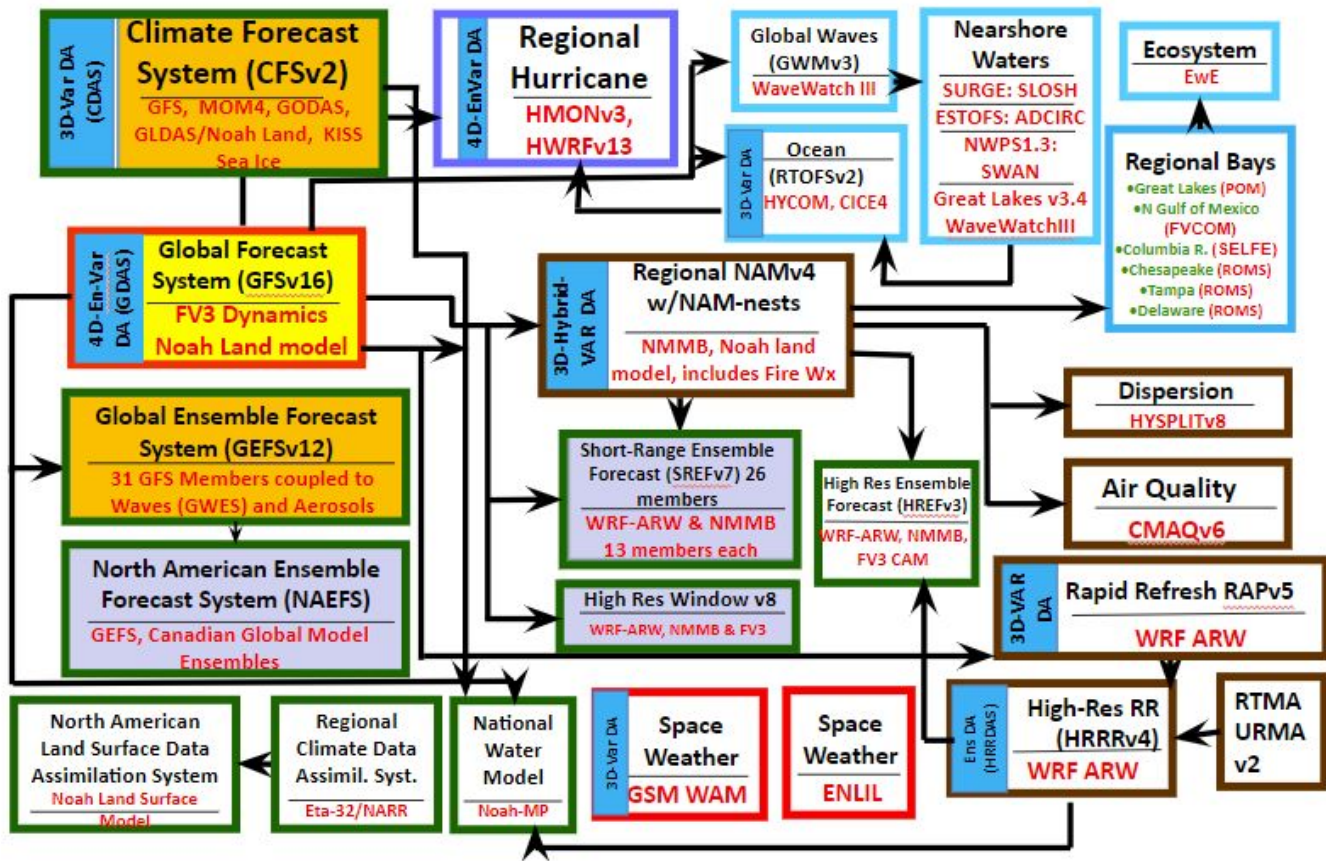 3D-Var DA
(CDAS)
Climate Forecast
System (CFSv2)
GFS, MOM4, GODAS,
GLDAS/Noah Land, KISS
Sea Ice
4D-EnVar DA
Regional
Hurricane
HMONv3,
HWRFv13
Global Waves
(GWMv3)
WaveWatch III
Nearshore
Waters
SURGE: SLOSH
ESTOFS: ADCIRC
NWPS1.3:
SWAN
Great Lakes v3.4
WaveWatchIII
Ecosystem
EwE
3D-Var DA
Ocean
(RTOFSv2)
HYCOM, CICE4
Regional Bays
•Great Lakes (POM)
•N Gulf of Mexico
(FVCOM)
•Columbia R. (SELFE)
•Chesapeake (ROMS)
•Tampa (ROMS)
•Delaware (ROMS)
4D-En-Var
DA (GDAS)
Global Forecast
System (GFSv16)
FV3 Dynamics
Noah Land model
3D-Hybrid-
VAR DA
Regional NAMv4
w/NAM-nests
NMMB, Noah land
model, includes Fire Wx
Global Ensemble Forecast
System (GEFSv12)
31 GFS Members coupled to
Waves (GWES) and Aerosols
Short-Range Ensemble
Forecast (SREFv7) 26
members
WRF-ARW & NMMB
13 members each
High Res Ensemble
Forecast (HREFv3)
WRF-ARW, NMMB,
FV3 CAM
Dispersion
HYSPLITv8
Air Quality
CMAQv6
North American Ensemble
Forecast System (NAEFS)
GEFS, Canadian Global Model
Ensembles
High Res Window v8
WRF-ARW, NMMB & FV3
3D-VAR
DA
Rapid Refresh RAPv5
WRF ARW
North American
Land Surface Data
Assimilation System
Noah Land Surface
Model
Regional
Climate Data
Assimil. Syst.
Eta-32/NARR
National
Water
Model
Noah-MP
3D-Var DA
Space
Weather
GSM WAM
Space
Weather
ENLIL
Ens DA
(HRRDAS)
High-Res RR
(HRRRv4)
WRF ARW
RTMA
URMA
v2